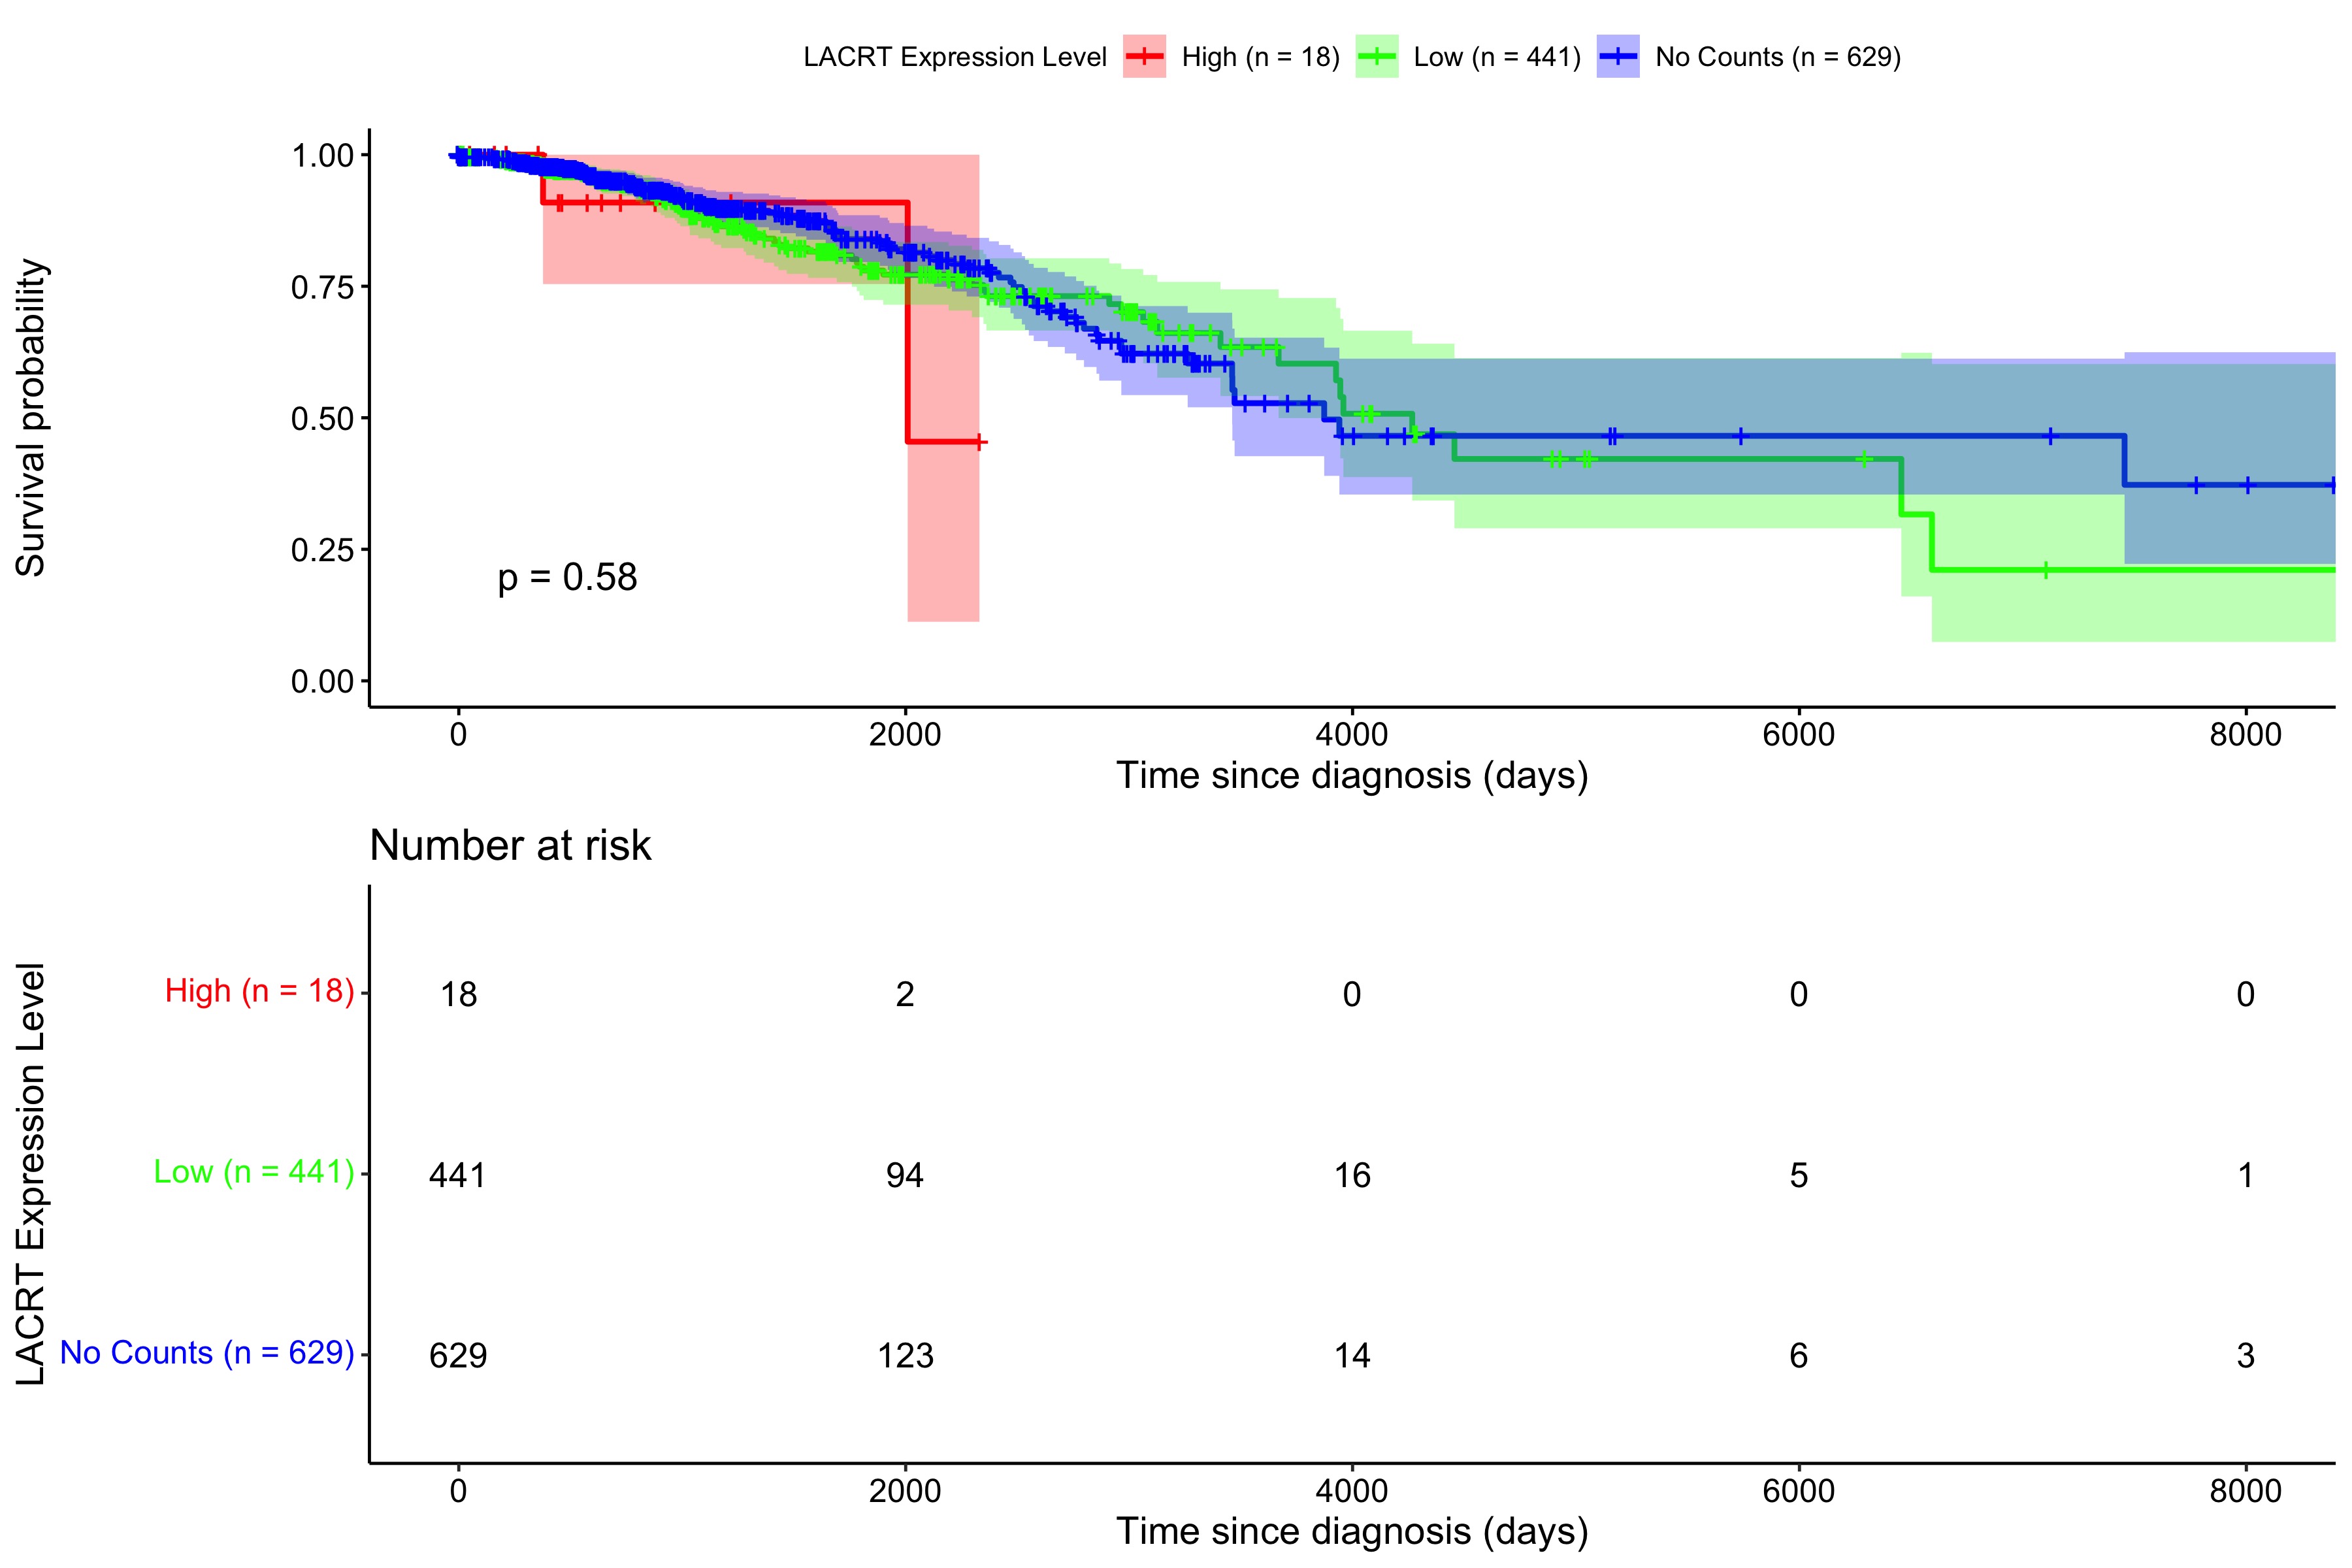 LACRT Expression Level High (n = 18) Low (n = 441) No Counts (n = 629)
Survival probability
1.00
0.75
0.50
0.25
0.00
p = 0.58
0 2000 4000 6000 8000
Time since diagnosis (days)
Number at risk
LACRT Expression Level
High (n = 18) 18 2 0 0 0
Low (n = 441) 441 94 16 5 1
No Counts (n = 629) 629 123 14 6 3
0 2000 4000 6000 8000
Time since diagnosis (days)